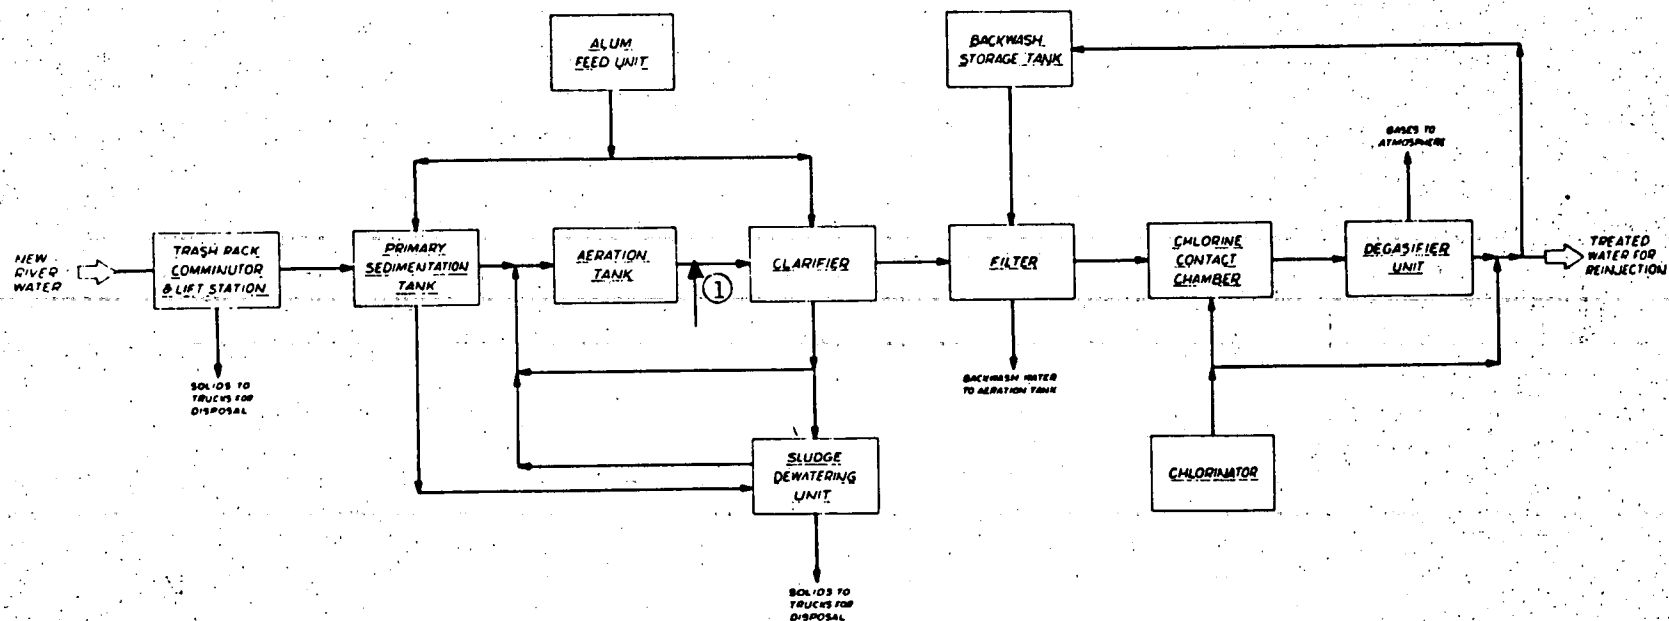 ALUM
FEED UNIT
BACKWASH
STORAGE TANK
GASES TO
ATMOSPHERE
NEW
RIVER
WATER
TRASH RACK
COMMINUTOR
& LIFT STATION
PRIMARY
SEDIMENTATION
TANK
AERATION
TANK
①
CLARIFIER
FILTER
CHLORINE
CONTACT
CHAMBER
DEGASIFIER
UNIT
TREATED
WATER FOR
REINJECTION
SOLIDS TO
TRUCKS FOR
DISPOSAL
BACKWASH WATER
TO AERATION TANK
SLUDGE
DEWATERING
UNIT
CHLORINATOR
SOLIDS TO
TRUCKS FOR
DISPOSAL